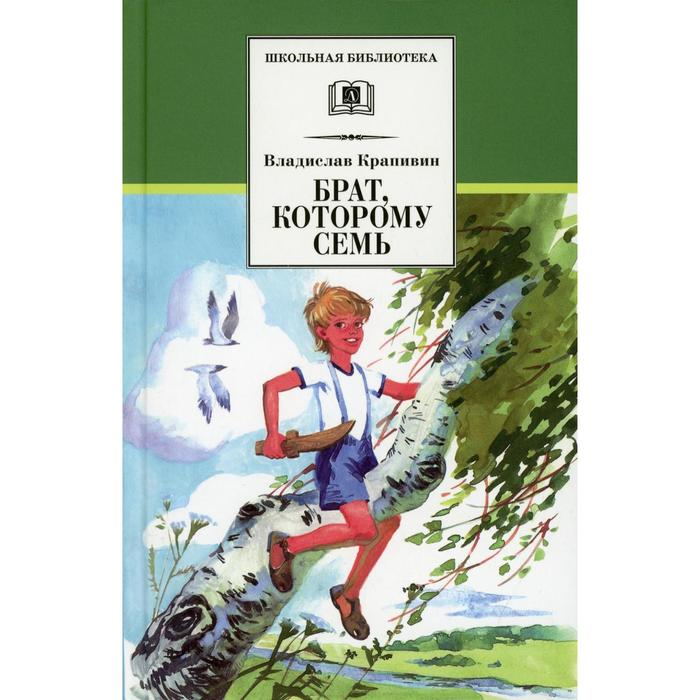 ШКОЛЬНАЯ БИБЛИОТЕКА
Владислав Крапивин
БРАТ,
КОТОРОМУ
СЕМЬ